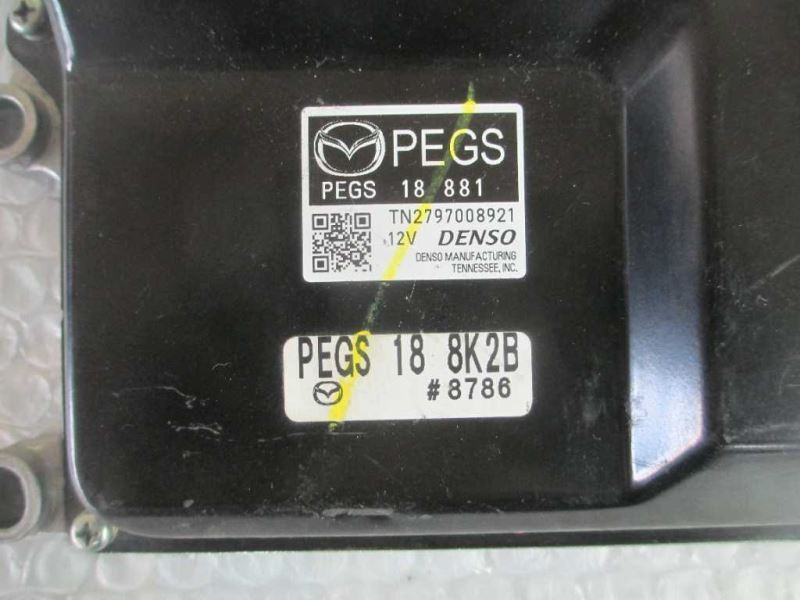 PEGS
PEGS 18 881
TN2797008921
12V DENSO
DENSO MANUFACTURING
TENNESSEE, INC.
PEGS 18 8K2B
#8786